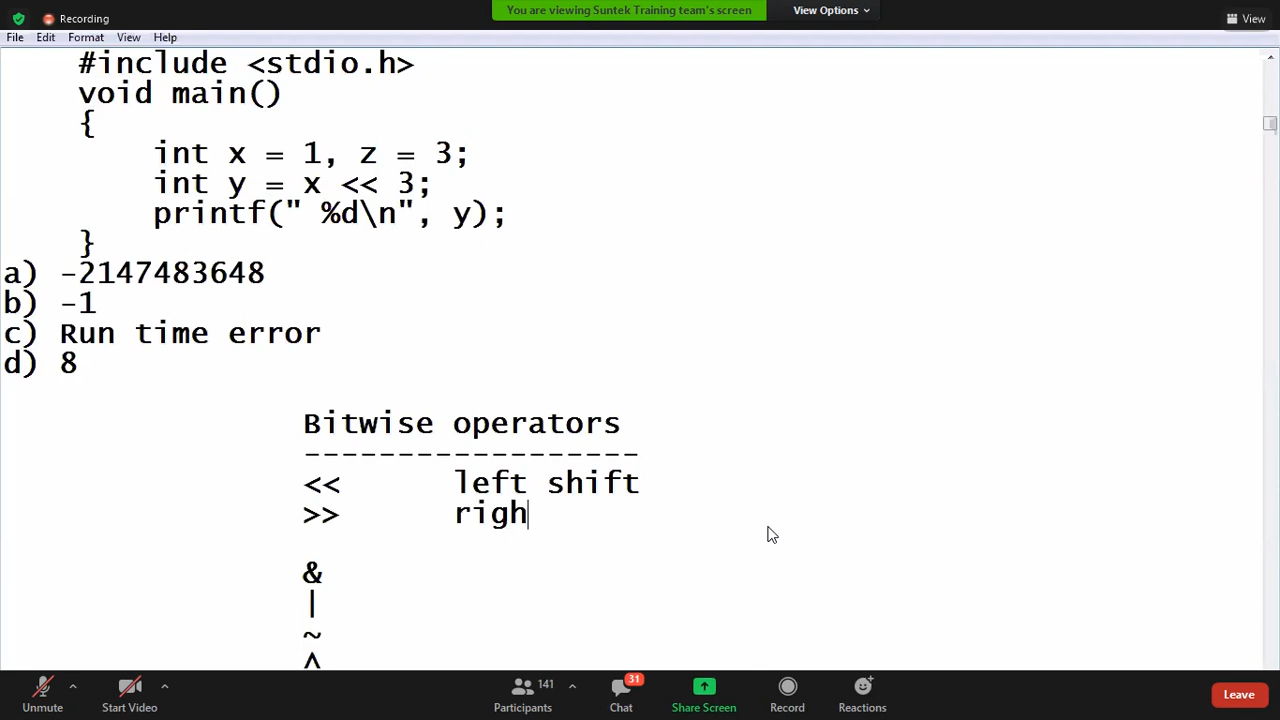 Recording
You are viewing Suntek Training team's screen
View Options
View
File Edit Format View Help
#include <stdio.h>
void main()
{
int x = 1, z = 3;
int y = x << 3;
printf(" %d\n", y);
}
a) -2147483648
b) -1
c) Run time error
d) 8
Bitwise operators
------------------
<< left shift
>> righ
&
|
~
^
Unmute
Start Video
141
Participants
31
Chat
Share Screen
Record
Reactions
Leave